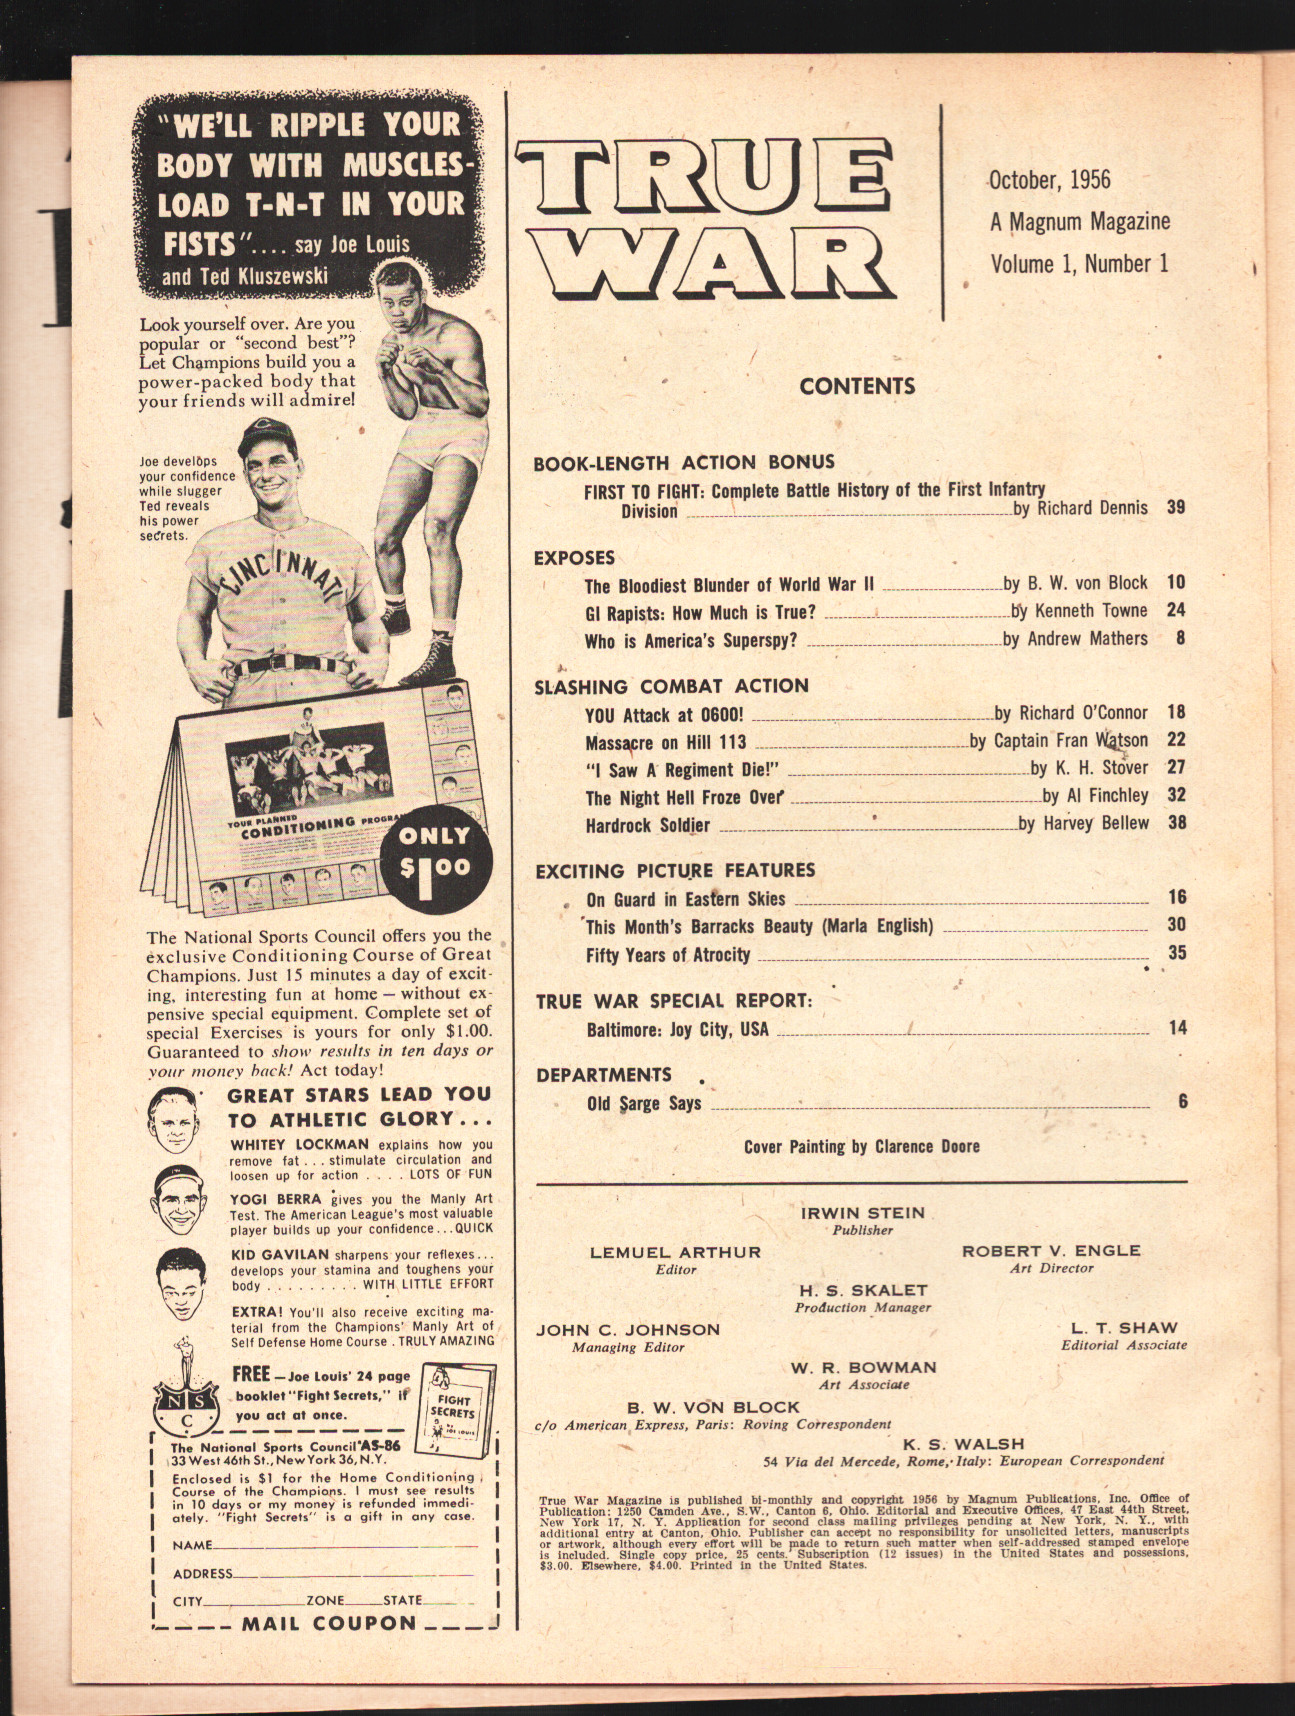 "WE'LL RIPPLE YOUR
BODY WITH MUSCLES-
LOAD T-N-T IN YOUR
FISTS".... say Joe Louis
and Ted Kluszewski
Look yourself over. Are you
popular or "second best"?
Let Champions build you a
power-packed body that
your friends will admire!
Joe develops
your confidence
while slugger
Ted reveals
his power
secrets.
C
CINCINNATI
YOUR PLANNED
CONDITIONING PROGRA
ONLY
$1.00
The National Sports Council offers you the
exclusive Conditioning Course of Great
Champions. Just 15 minutes a day of excit-
ing, interesting fun at home — without ex-
pensive special equipment. Complete set of
special Exercises is yours for only $1.00.
Guaranteed to show results in ten days or
your money back! Act today!
GREAT STARS LEAD YOU
TO ATHLETIC GLORY...
WHITEY LOCKMAN explains how you
remove fat... stimulate circulation and
loosen up for action .... LOTS OF FUN
YOGI BERRA gives you the Manly Art
Test. The American League's most valuable
player builds up your confidence...QUICK
KID GAVILAN sharpens your reflexes...
develops your stamina and toughens your
body ......... WITH LITTLE EFFORT
EXTRA! You'll also receive exciting ma-
terial from the Champions' Manly Art of
Self Defense Home Course . TRULY AMAZING
FREE —Joe Louis' 24 page
booklet "Fight Secrets," if
you act at once.
N S
C
FIGHT
SECRETS
BY
JOE LOUIS
The National Sports Council AS-86
33 West 46th St., New York 36, N.Y.
Enclosed is $1 for the Home Conditioning
Course of the Champions. I must see results
in 10 days or my money is refunded immedi-
ately. "Fight Secrets" is a gift in any case.
NAME
ADDRESS
CITY ZONE STATE
MAIL COUPON
TRUE
WAR
October, 1956
A Magnum Magazine
Volume 1, Number 1
CONTENTS
BOOK-LENGTH ACTION BONUS
FIRST TO FIGHT: Complete Battle History of the First Infantry
Division by Richard Dennis 39
EXPOSES
The Bloodiest Blunder of World War II by B. W. von Block 10
GI Rapists: How Much is True? by Kenneth Towne 24
Who is America's Superspy? by Andrew Mathers 8
SLASHING COMBAT ACTION
YOU Attack at 0600! by Richard O'Connor 18
Massacre on Hill 113 by Captain Fran Watson 22
"I Saw A Regiment Die!" by K. H. Stover 27
The Night Hell Froze Over by Al Finchley 32
Hardrock Soldier by Harvey Bellew 38
EXCITING PICTURE FEATURES
On Guard in Eastern Skies 16
This Month's Barracks Beauty (Marla English) 30
Fifty Years of Atrocity 35
TRUE WAR SPECIAL REPORT:
Baltimore: Joy City, USA 14
DEPARTMENTS
Old Sarge Says 6
Cover Painting by Clarence Doore
IRWIN STEIN
Publisher
LEMUEL ARTHUR
Editor
ROBERT V. ENGLE
Art Director
H. S. SKALET
Production Manager
JOHN C. JOHNSON
Managing Editor
L. T. SHAW
Editorial Associate
W. R. BOWMAN
Art Associate
B. W. VON BLOCK
c/o American Express, Paris: Roving Correspondent
K. S. WALSH
54 Via del Mercede, Rome, Italy: European Correspondent
True War Magazine is published bi-monthly and copyright 1956 by Magnum Publications, Inc. Office of
Publication: 1250 Camden Ave., S.W., Canton 6, Ohio. Editorial and Executive Offices, 47 East 44th Street,
New York 17, N. Y. Application for second class mailing privileges pending at New York, N. Y., with
additional entry at Canton, Ohio. Publisher can accept no responsibility for unsolicited letters, manuscripts
or artwork, although every effort will be made to return such matter when self-addressed stamped envelope
is included. Single copy price, 25 cents. Subscription (12 issues) in the United States and possessions,
$3.00. Elsewhere, $4.00. Printed in the United States.